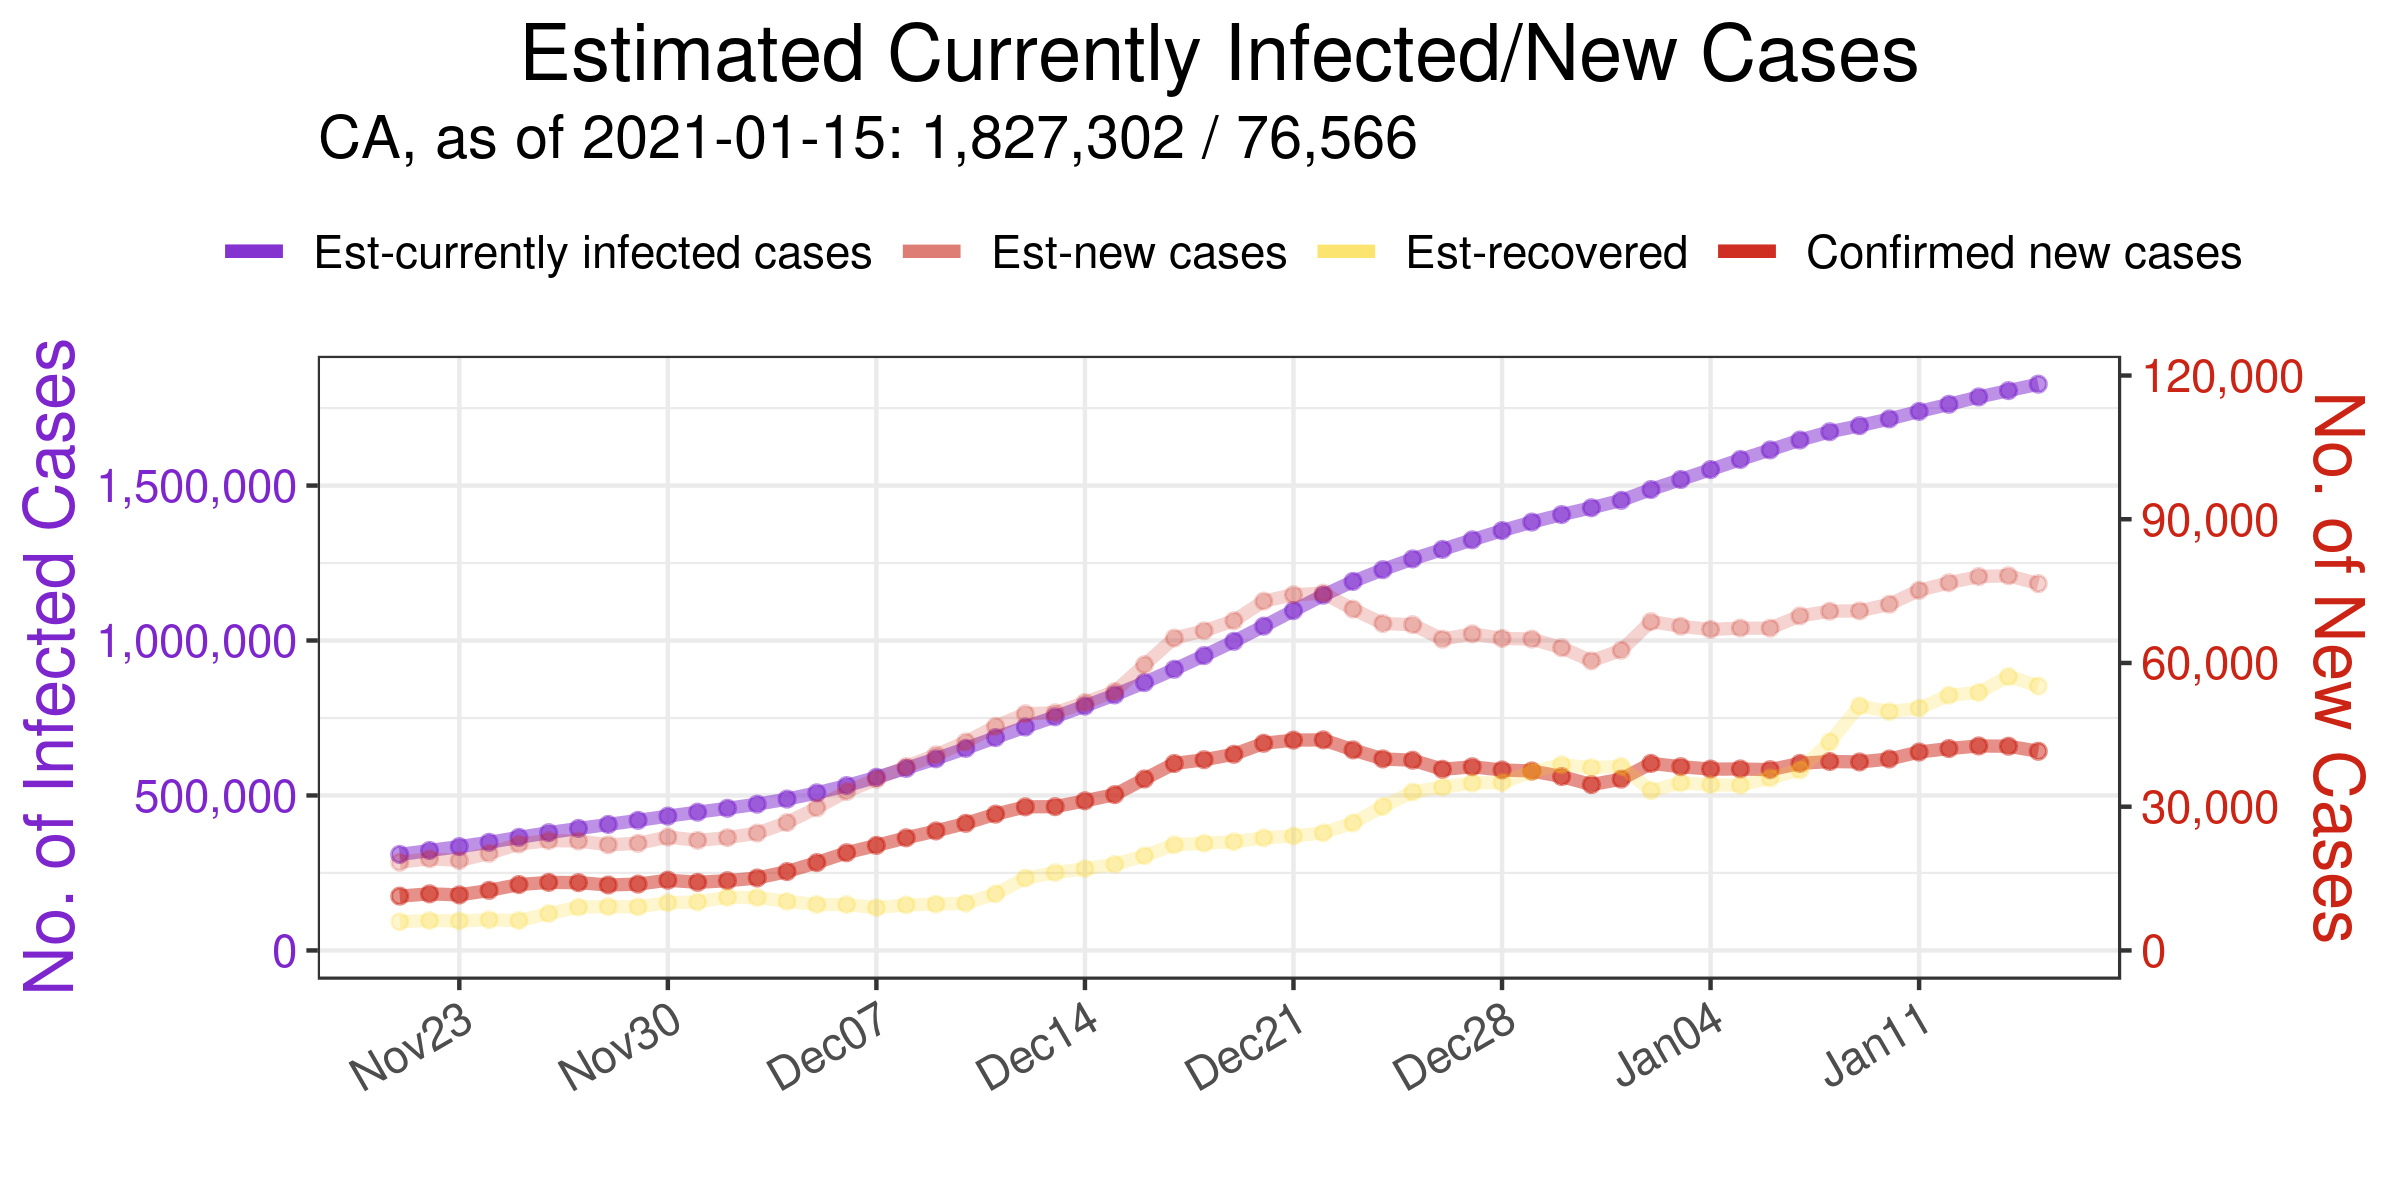 Estimated Currently Infected/New Cases
CA, as of 2021-01-15: 1,827,302 / 76,566
Est-currently infected cases Est-new cases Est-recovered Confirmed new cases
No. of Infected Cases
1,500,000
1,000,000
500,000
0
120,000
90,000
60,000
30,000
0
No. of New Cases
Nov23 Nov30 Dec07 Dec14 Dec21 Dec28 Jan04 Jan11